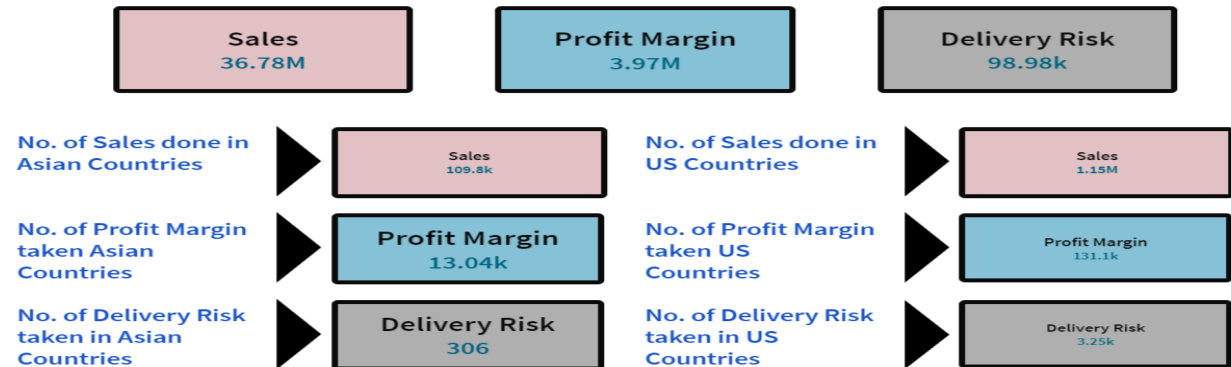 Sales
36.78M
Profit Margin
3.97M
Delivery Risk
98.98k
No. of Sales done in
Asian Countries
Sales
109.8k
No. of Sales done in
US Countries
Sales
1.15M
No. of Profit Margin
taken Asian
Countries
Profit Margin
13.04k
No. of Profit Margin
taken US
Countries
Profit Margin
131.1k
No. of Delivery Risk
taken in Asian
Countries
Delivery Risk
306
No. of Delivery Risk
taken in US
Countries
Delivery Risk
3.25k